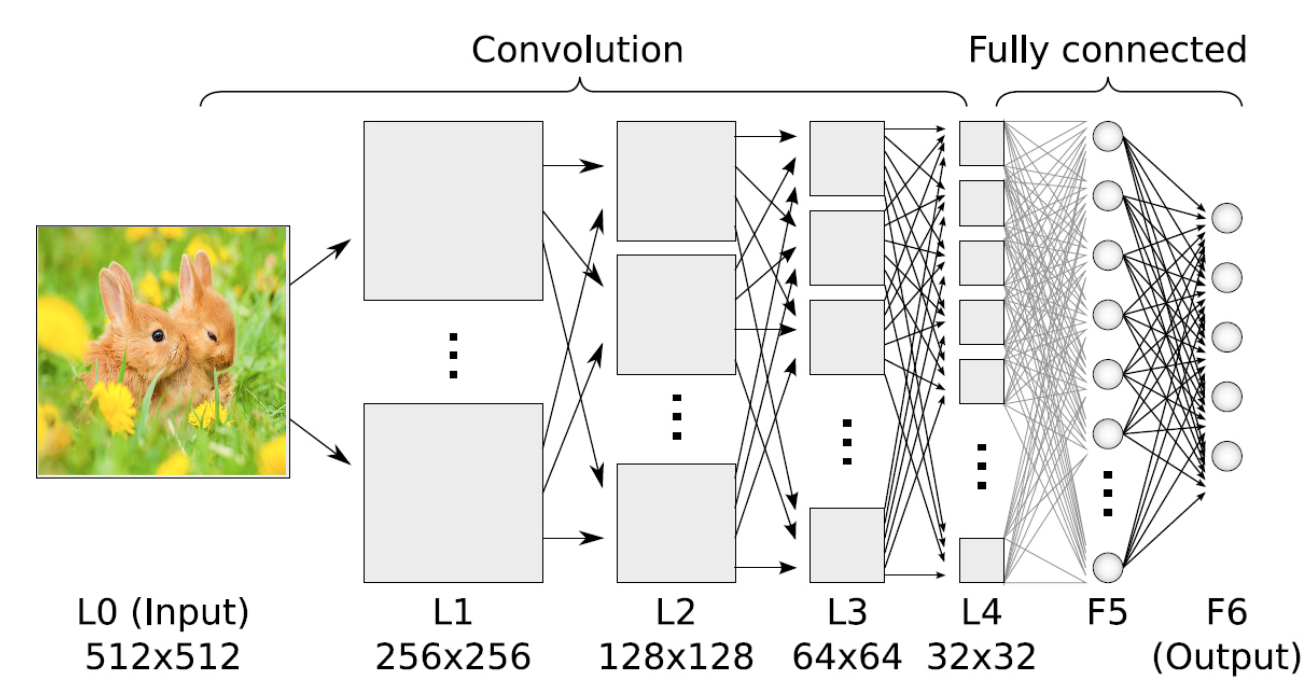 Convolution
Fully connected
L0 (Input)
512x512
L1
256x256
L2
128x128
L3
64x64
L4
32x32
F5
F6
(Output)